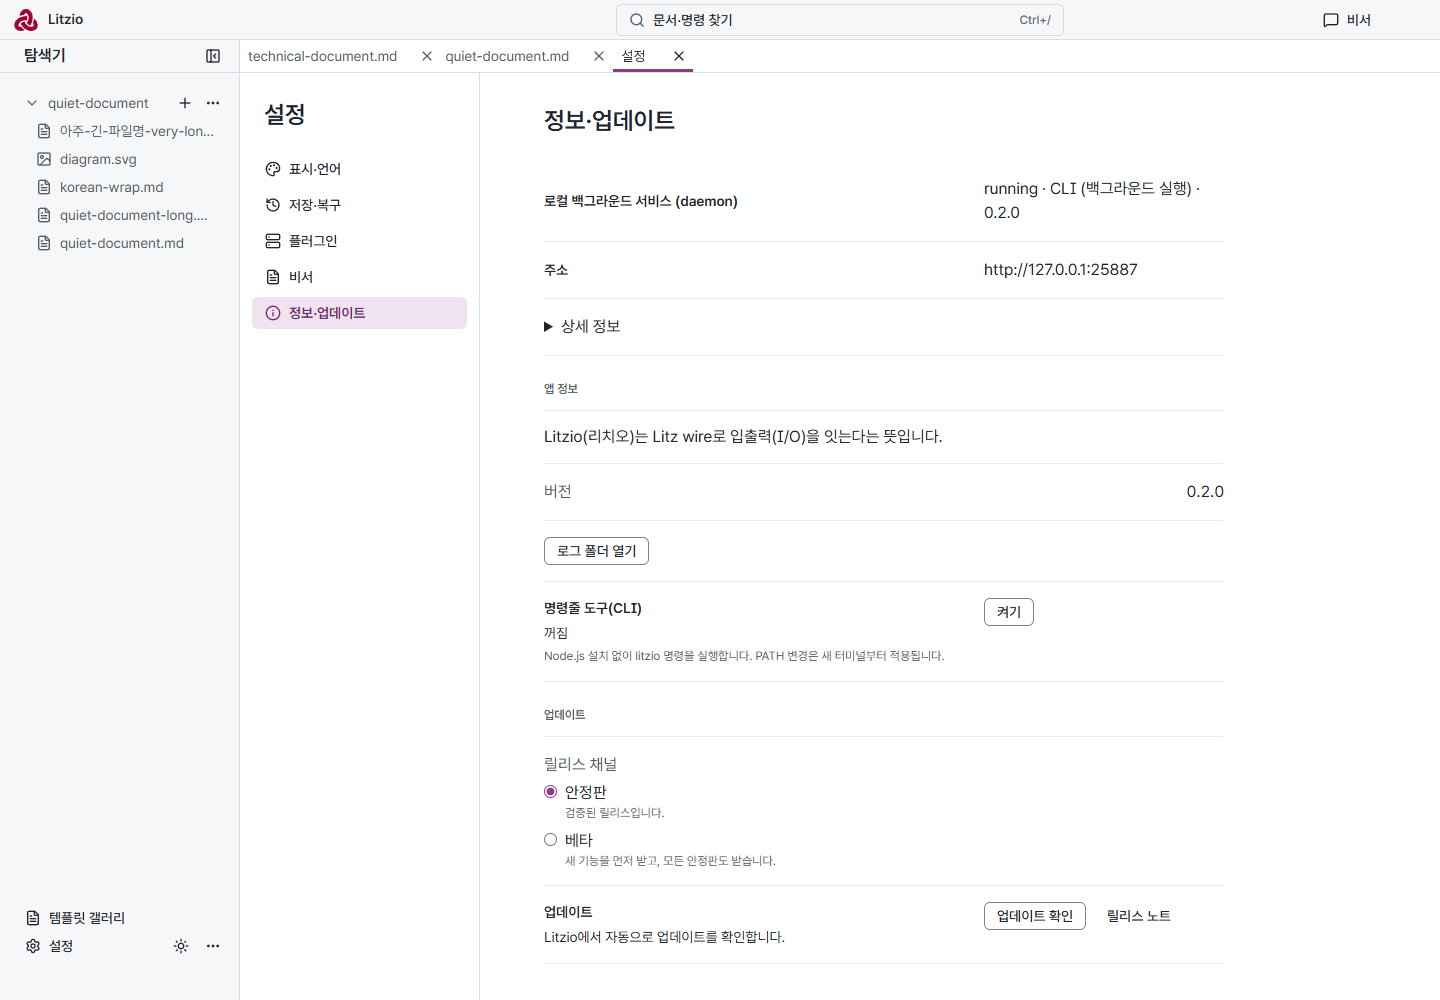 Litzio
문서·명령 찾기
Ctrl+/
비서
탐색기
technical-document.md
quiet-document.md
설정
quiet-document
아주-긴-파일명-very-lon...
diagram.svg
korean-wrap.md
quiet-document-long....
quiet-document.md
템플릿 갤러리
설정
설정
표시·언어
저장·복구
플러그인
비서
정보·업데이트
정보·업데이트
로컬 백그라운드 서비스 (daemon)
running · CLI (백그라운드 실행) ·
0.2.0
주소
http://127.0.0.1:25887
상세 정보
앱 정보
Litzio(리치오)는 Litz wire로 입출력(I/O)을 잇는다는 뜻입니다.
버전
0.2.0
로그 폴더 열기
명령줄 도구(CLI)
켜기
꺼짐
Node.js 설치 없이 litzio 명령을 실행합니다. PATH 변경은 새 터미널부터 적용됩니다.
업데이트
릴리스 채널
안정판
검증된 릴리스입니다.
베타
새 기능을 먼저 받고, 모든 안정판도 받습니다.
업데이트
업데이트 확인
릴리스 노트
Litzio에서 자동으로 업데이트를 확인합니다.